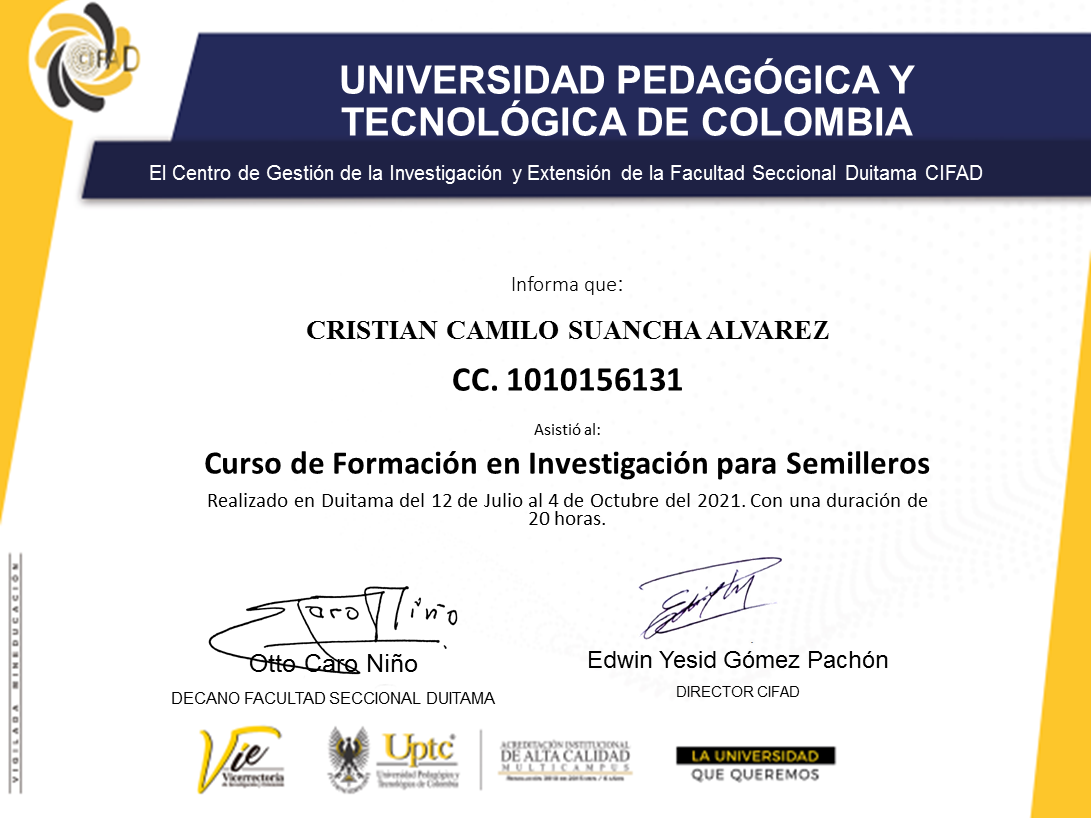 CIFAD
UNIVERSIDAD PEDAGÓGICA Y
TECNOLÓGICA DE COLOMBIA
El Centro de Gestión de la Investigación y Extensión de la Facultad Seccional Duitama CIFAD
Informa que:
CRISTIAN CAMILO SUANCHA ALVAREZ
CC. 1010156131
Asistió al:
Curso de Formación en Investigación para Semilleros
Realizado en Duitama del 12 de Julio al 4 de Octubre del 2021. Con una duración de
20 horas.
Caro Niño
Otto Caro Niño
DECANO FACULTAD SECCIONAL DUITAMA
Edwin Yesid Gómez Pachón
DIRECTOR CIFAD
VIGILADA MINEDUCACIÓN
Vie
Vicerrectoría
de Investigación y Extensión
Uptc
Universidad Pedagógica y
Tecnológica de Colombia
ACREDITACIÓN INSTITUCIONAL
DE ALTA CALIDAD
MULTICAMPUS
LA UNIVERSIDAD
QUE QUEREMOS